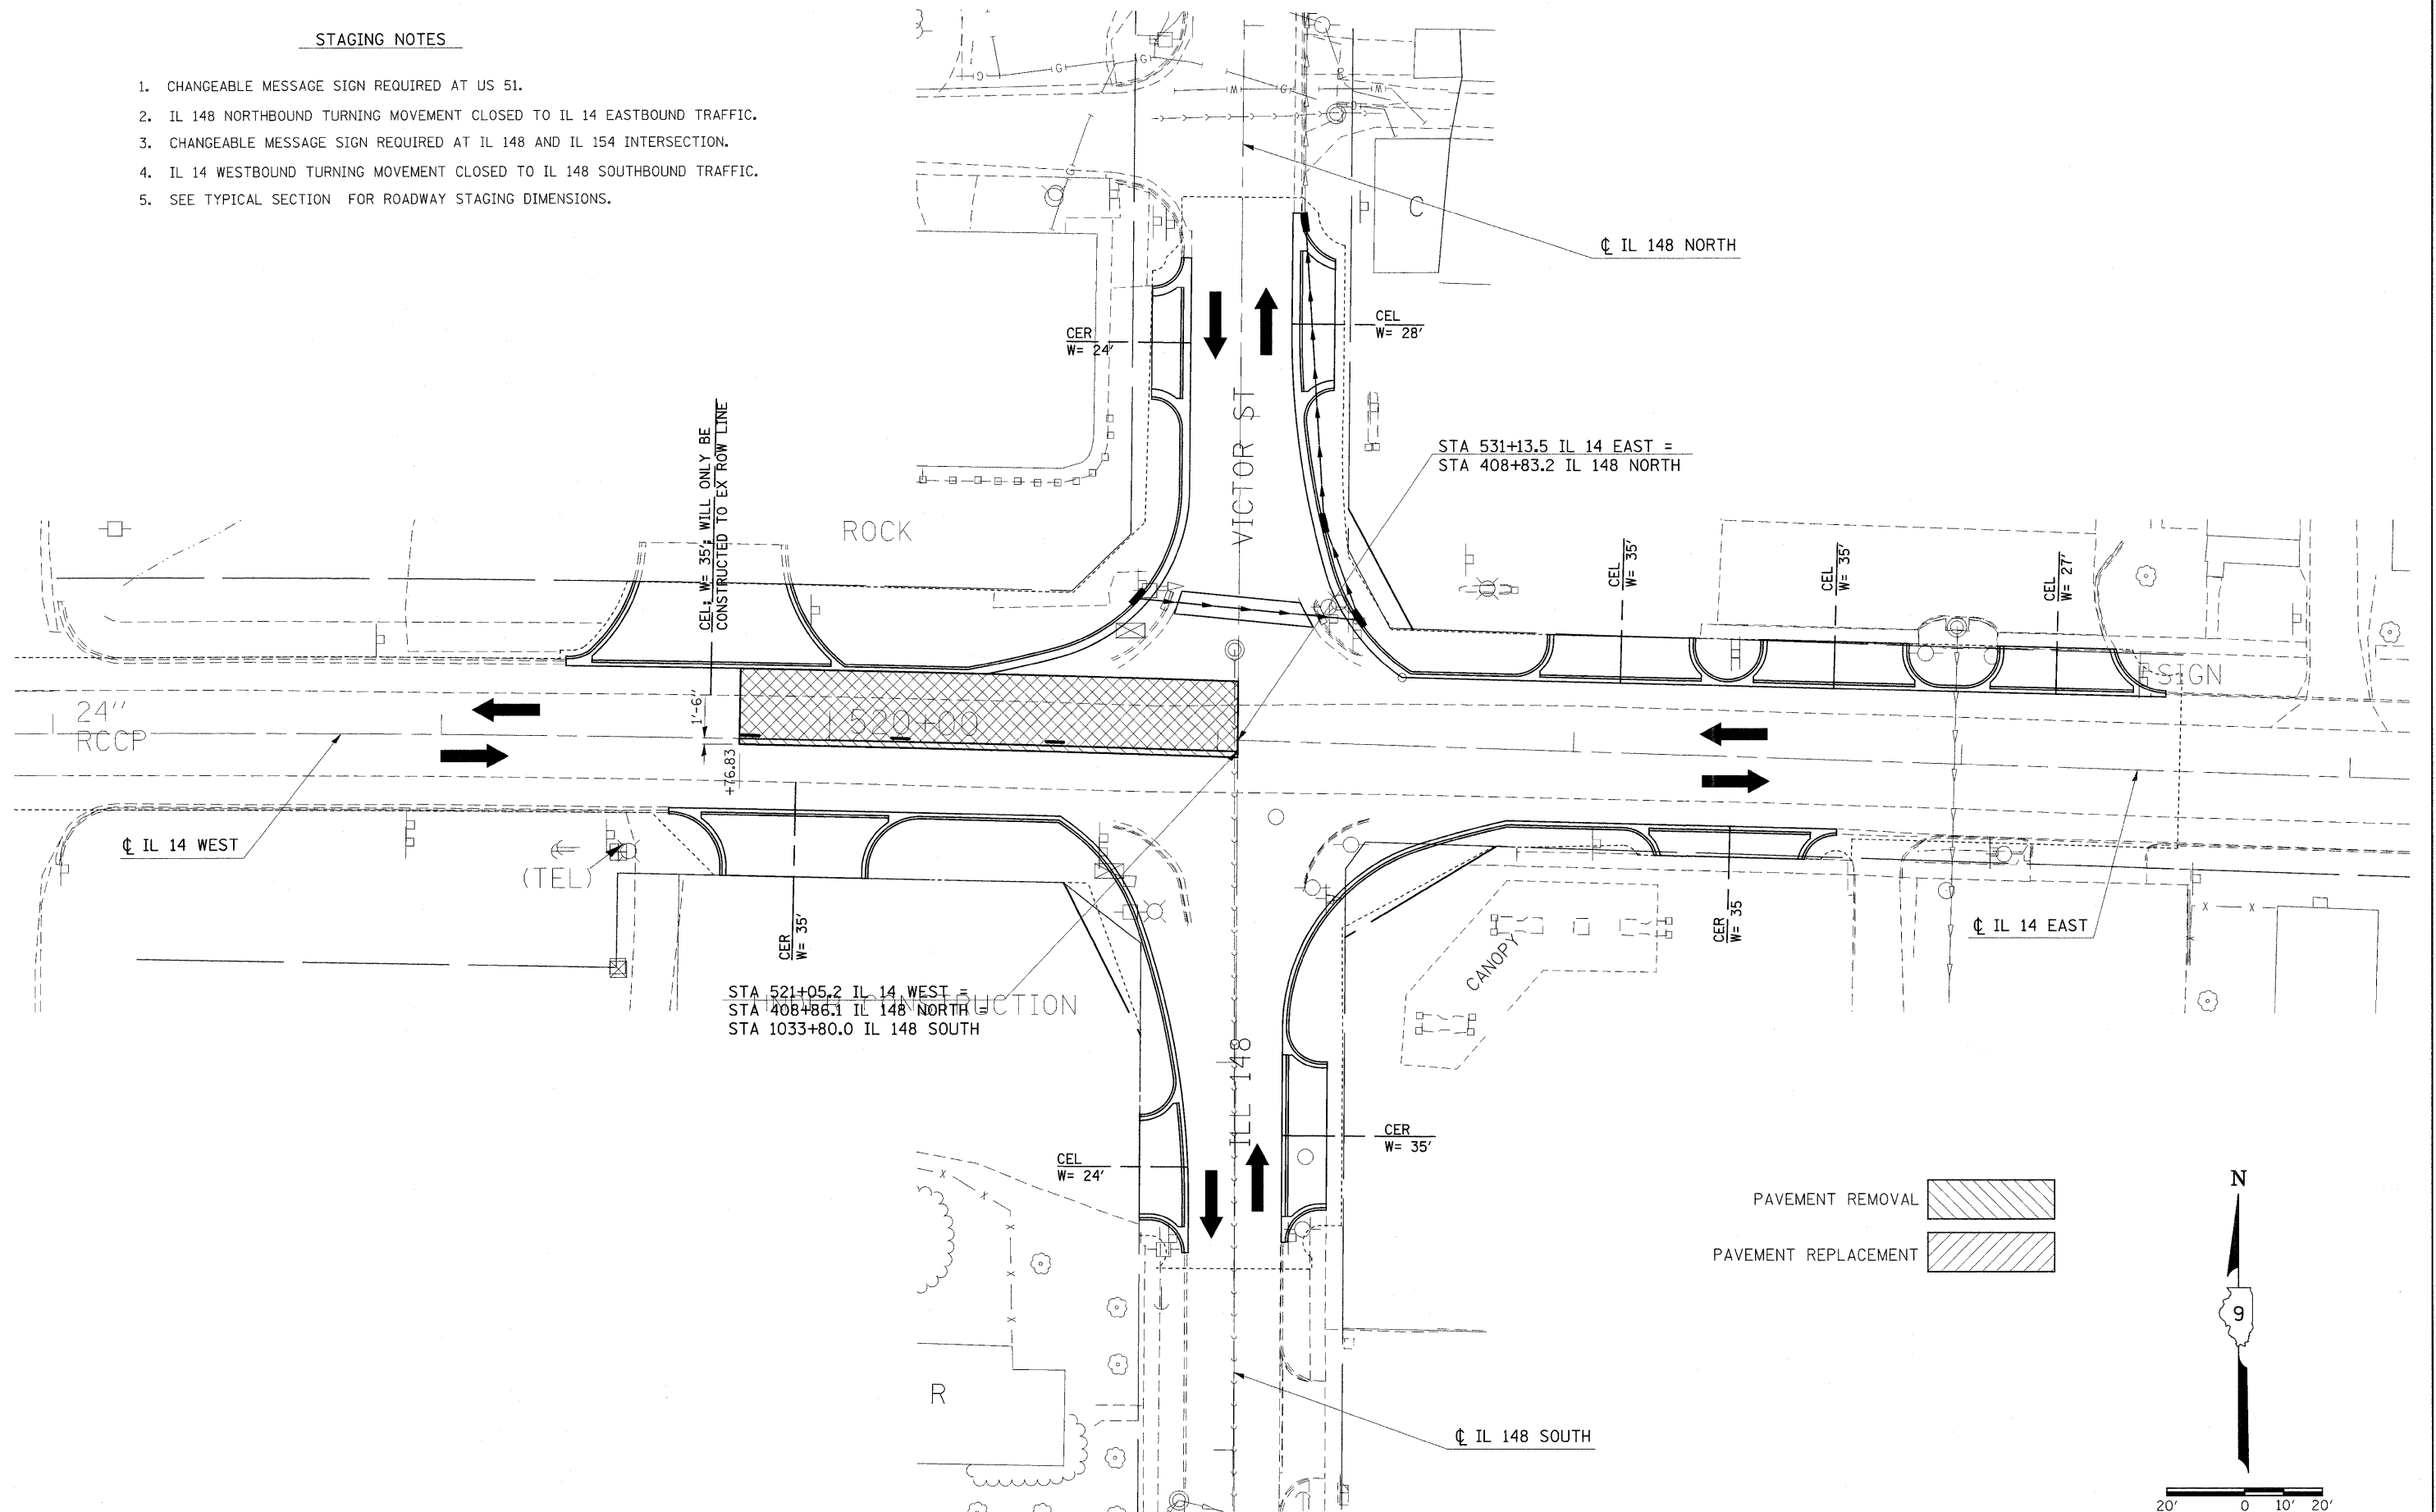 STAGING NOTES
1. CHANGEABLE MESSAGE SIGN REQUIRED AT US 51.
2. IL 148 NORTHBOUND TURNING MOVEMENT CLOSED TO IL 14 EASTBOUND TRAFFIC.
3. CHANGEABLE MESSAGE SIGN REQUIRED AT IL 148 AND IL 154 INTERSECTION.
4. IL 14 WESTBOUND TURNING MOVEMENT CLOSED TO IL 148 SOUTHBOUND TRAFFIC.
5. SEE TYPICAL SECTION FOR ROADWAY STAGING DIMENSIONS.
G
G
G
W
G
W
G
C
℄ IL 148 NORTH
CER
W= 24'
CEL
W= 28'
VICTOR ST
CEL; W= 35'; WILL ONLY BE
CONSTRUCTED TO EX ROW LINE
ROCK
STA 531+13.5 IL 14 EAST =
STA 408+83.2 IL 148 NORTH
CEL
W= 35'
CEL
W= 35'
CEL
W= 27'
SIGN
24"
RCCP
1'-6"
520+00
+76.83
℄ IL 14 WEST
(TEL)
CER
W= 35'
CER
W= 35
℄ IL 14 EAST
CANOPY
UNDER CONSTRUCTION
STA 521+05.2 IL 14 WEST =
STA 408+86.1 IL 148 NORTH =
STA 1033+80.0 IL 148 SOUTH
ILL 148
CEL
W= 24'
CER
W= 35'
X
X
X
X
X
X
R
PAVEMENT REMOVAL
PAVEMENT REPLACEMENT
N
9
℄ IL 148 SOUTH
20' 0 10' 20'